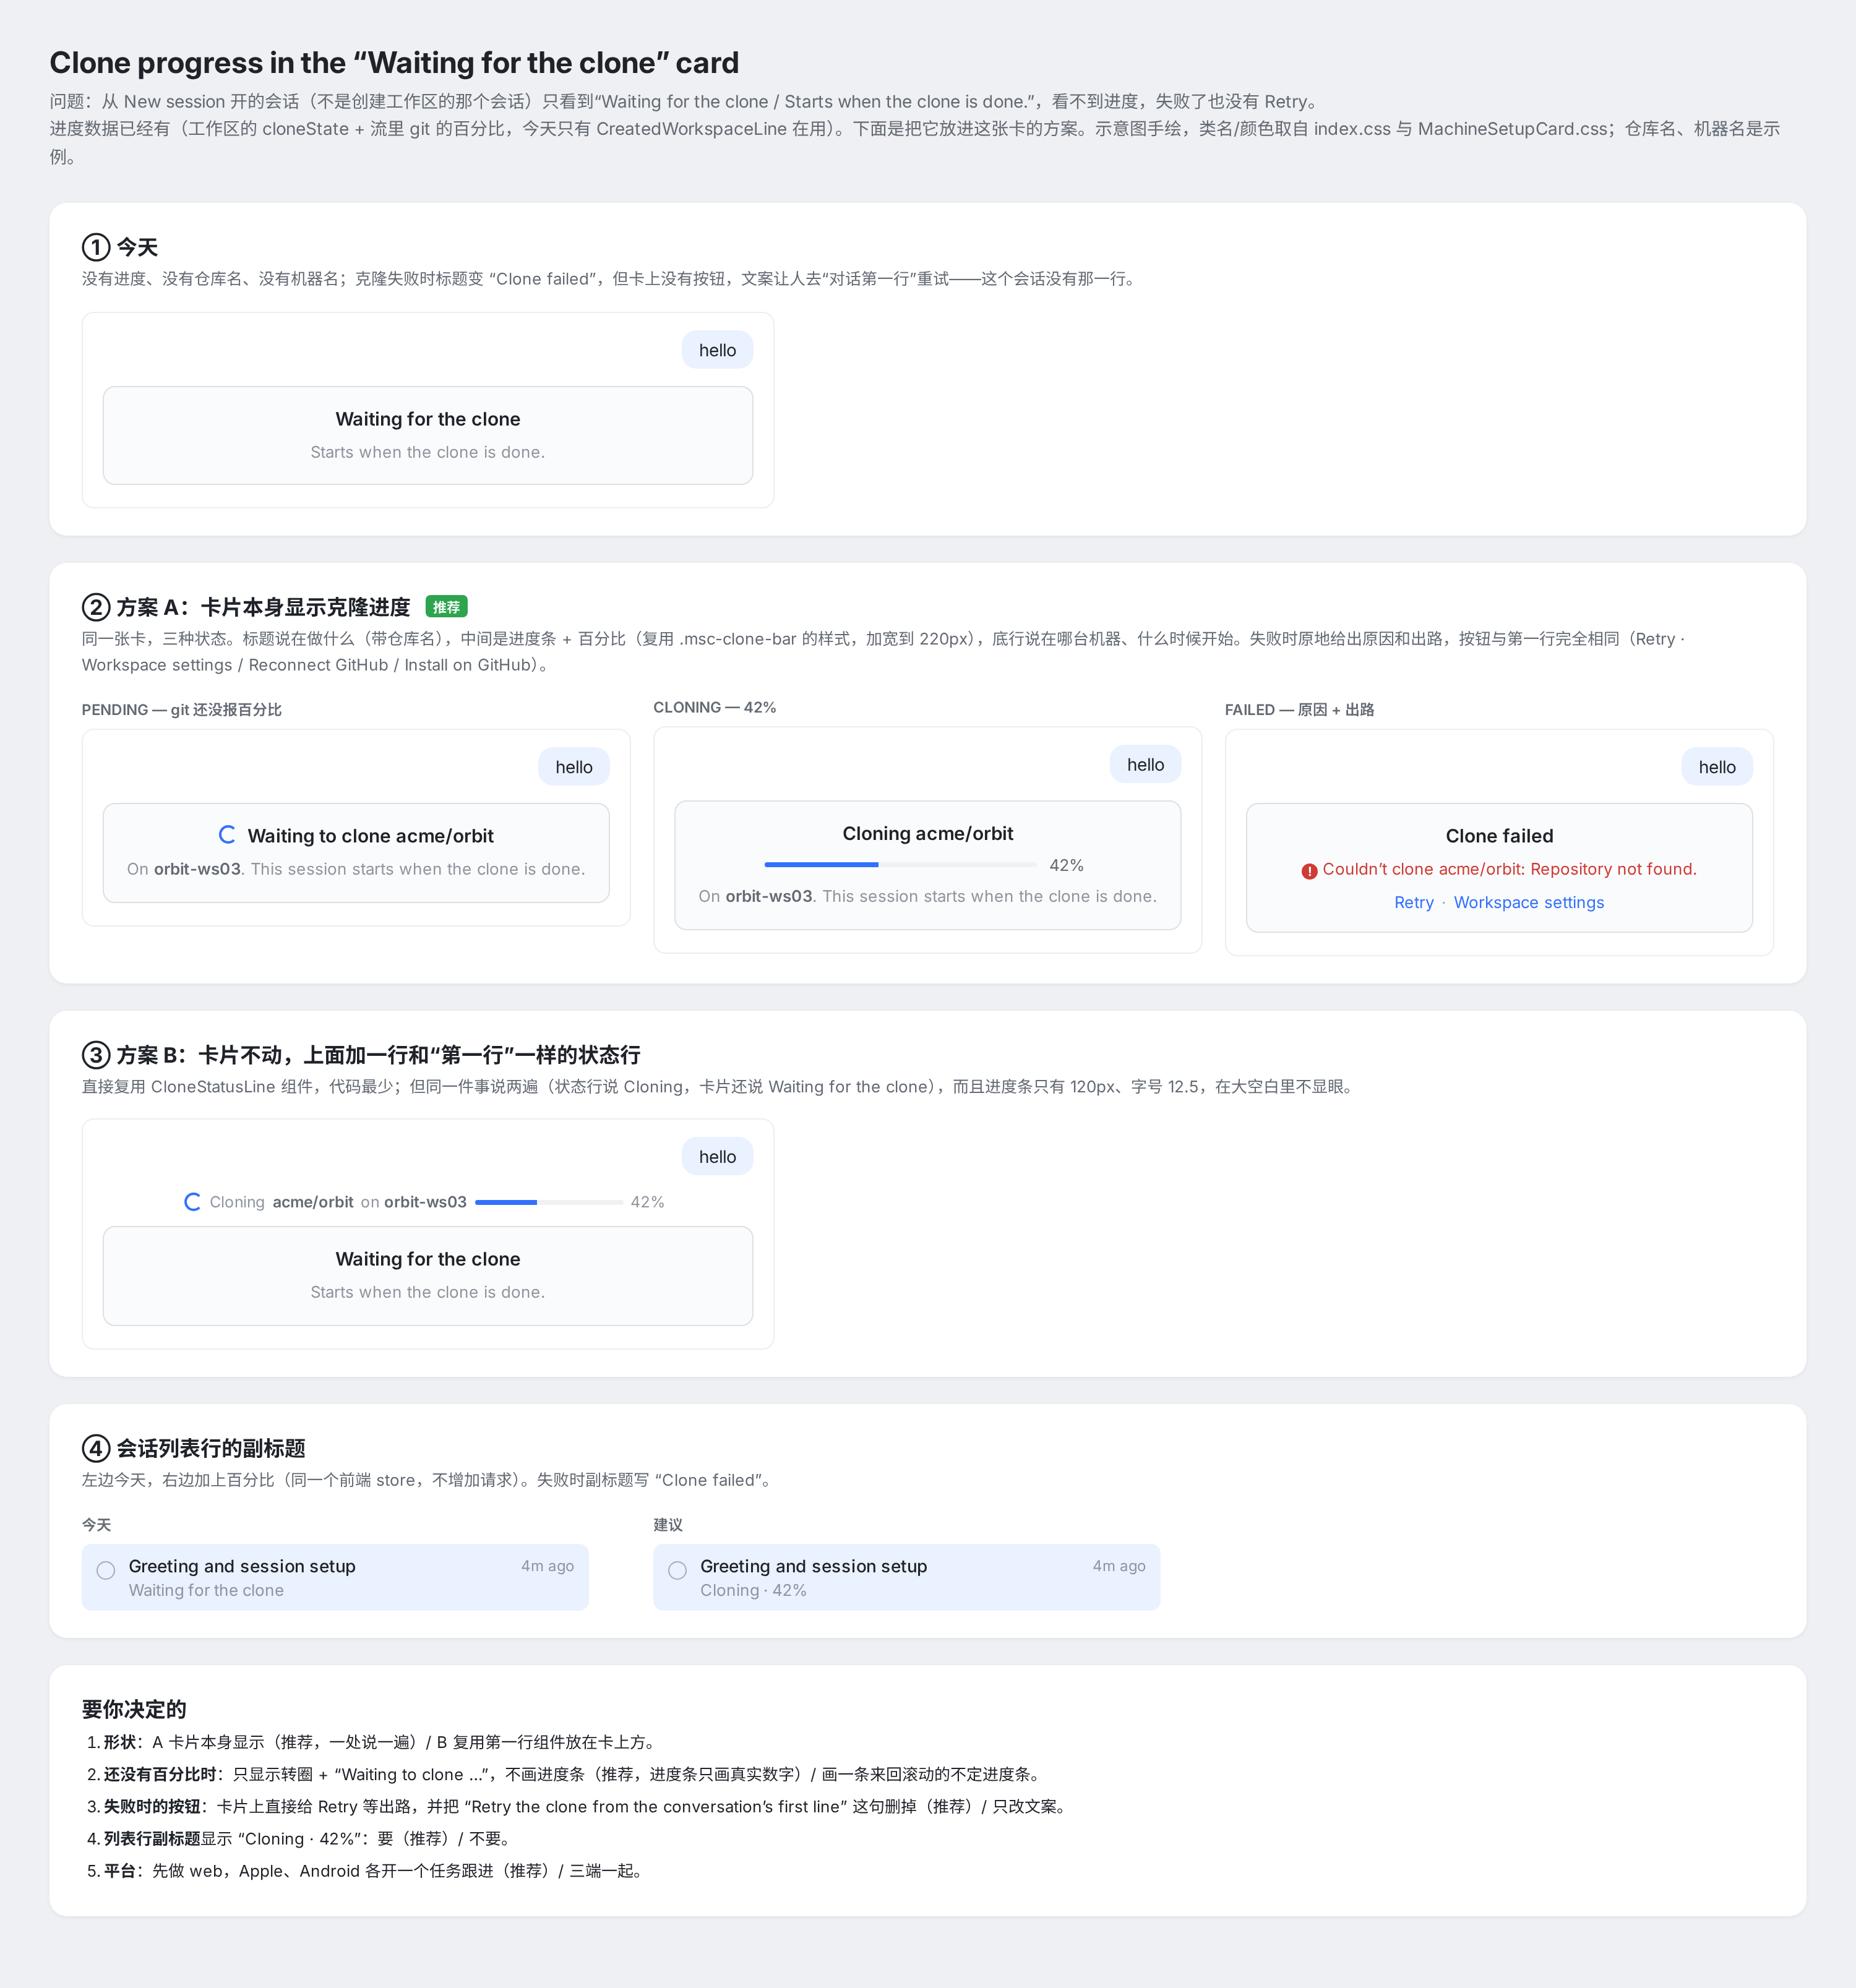 Clone progress in the “Waiting for the clone” card
问题：从 New session 开的会话（不是创建工作区的那个会话）只看到“Waiting for the clone / Starts when the clone is done.”，看不到进度，失败了也没有 Retry。
进度数据已经有（工作区的 cloneState + 流里 git 的百分比，今天只有 CreatedWorkspaceLine 在用）。下面是把它放进这张卡的方案。示意图手绘，类名/颜色取自 index.css 与 MachineSetupCard.css；仓库名、机器名是示
例。
① 今天
没有进度、没有仓库名、没有机器名；克隆失败时标题变 “Clone failed”，但卡上没有按钮，文案让人去“对话第一行”重试——这个会话没有那一行。
hello
Waiting for the clone
Starts when the clone is done.
② 方案 A：卡片本身显示克隆进度 推荐
同一张卡，三种状态。标题说在做什么（带仓库名），中间是进度条 + 百分比（复用 .msc-clone-bar 的样式，加宽到 220px），底行说在哪台机器、什么时候开始。失败时原地给出原因和出路，按钮与第一行完全相同（Retry ·
Workspace settings / Reconnect GitHub / Install on GitHub）。
PENDING — git 还没报百分比
hello
Waiting to clone acme/orbit
On orbit-ws03. This session starts when the clone is done.
CLONING — 42%
hello
Cloning acme/orbit
42%
On orbit-ws03. This session starts when the clone is done.
FAILED — 原因 + 出路
hello
Clone failed
Couldn’t clone acme/orbit: Repository not found.
Retry · Workspace settings
③ 方案 B：卡片不动，上面加一行和“第一行”一样的状态行
直接复用 CloneStatusLine 组件，代码最少；但同一件事说两遍（状态行说 Cloning，卡片还说 Waiting for the clone），而且进度条只有 120px、字号 12.5，在大空白里不显眼。
hello
Cloning acme/orbit on orbit-ws03 42%
Waiting for the clone
Starts when the clone is done.
④ 会话列表行的副标题
左边今天，右边加上百分比（同一个前端 store，不增加请求）。失败时副标题写 “Clone failed”。
今天
Greeting and session setup 4m ago
Waiting for the clone
建议
Greeting and session setup 4m ago
Cloning · 42%
要你决定的
1. 形状：A 卡片本身显示（推荐，一处说一遍）/ B 复用第一行组件放在卡上方。
2. 还没有百分比时：只显示转圈 + “Waiting to clone …”，不画进度条（推荐，进度条只画真实数字）/ 画一条来回滚动的不定进度条。
3. 失败时的按钮：卡片上直接给 Retry 等出路，并把 “Retry the clone from the conversation’s first line” 这句删掉（推荐）/ 只改文案。
4. 列表行副标题显示 “Cloning · 42%”：要（推荐）/ 不要。
5. 平台：先做 web，Apple、Android 各开一个任务跟进（推荐）/ 三端一起。